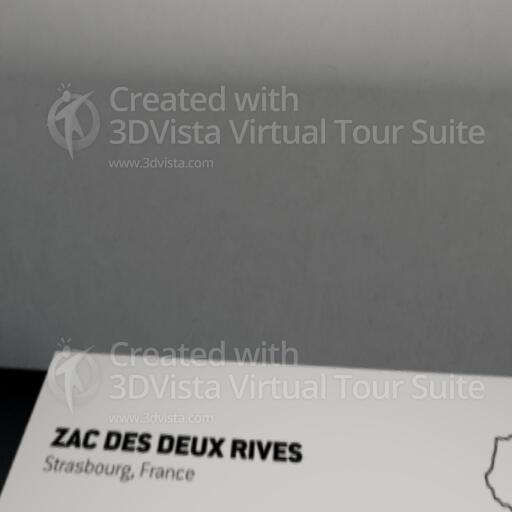 Created with
3DVista Virtual Tour Suite
www.3dvista.com
Created with
3DVista Virtual Tour Suite
www.3dvista.com
ZAC DES DEUX RIVES
Strasbourg, France